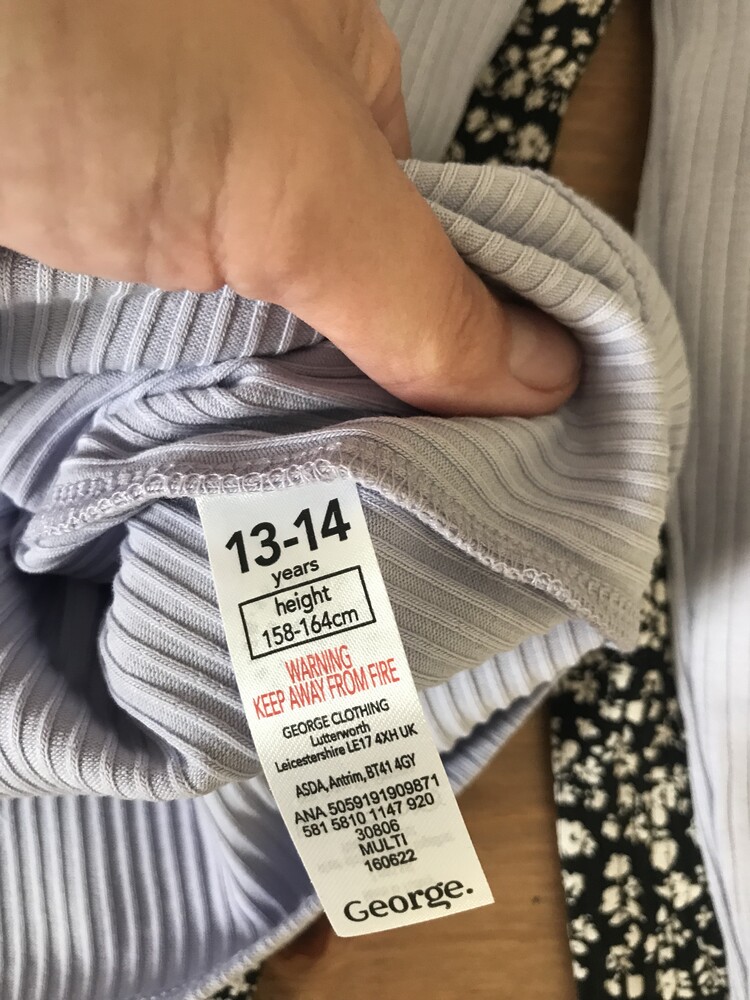 13-14
years
height
158-164cm
WARNING
KEEP AWAY FROM FIRE
GEORGE CLOTHING
Lutterworth
Leicestershire LE17 4XH UK
ASDA, Antrim, BT41 4GY
ANA 5059191909871
581 5810 1147 920
30806
MULTI
160622
George.